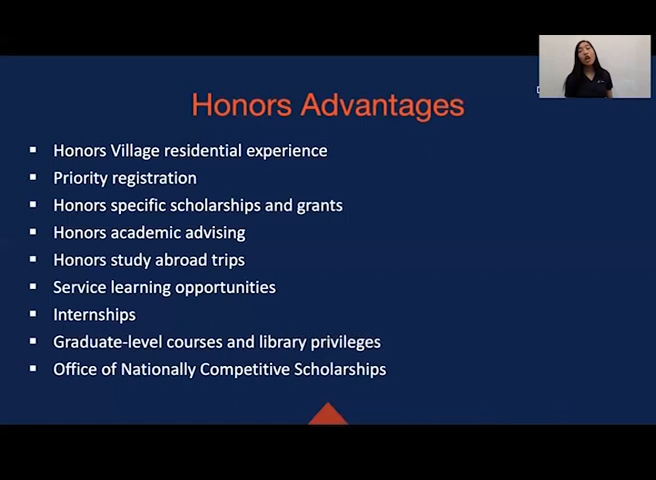 Honors Advantages
Honors Village residential experience
Priority registration
Honors specific scholarships and grants
Honors academic advising
Honors study abroad trips
Service learning opportunities
Internships
Graduate-level courses and library privileges
Office of Nationally Competitive Scholarships